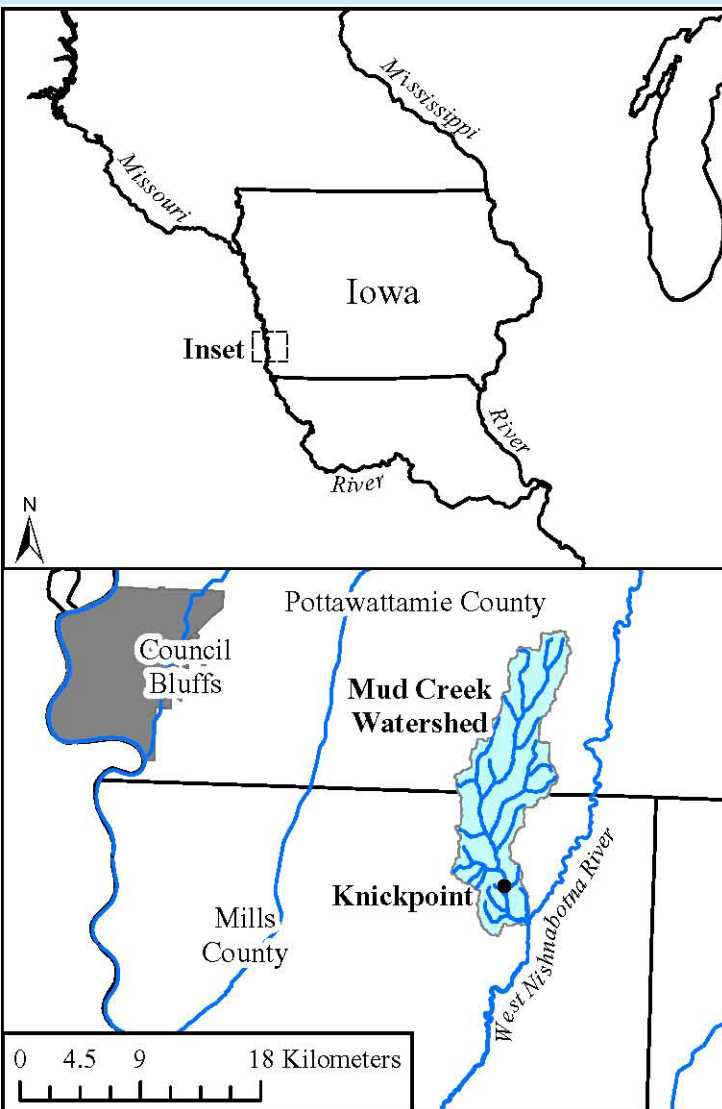 Mississippi
Missouri
Iowa
Inset
River
River
N
Pottawattamie County
Council
Bluffs
Mud Creek
Watershed
Knickpoint
West Nishnabotna River
Mills
County
0 4.5 9 18 Kilometers